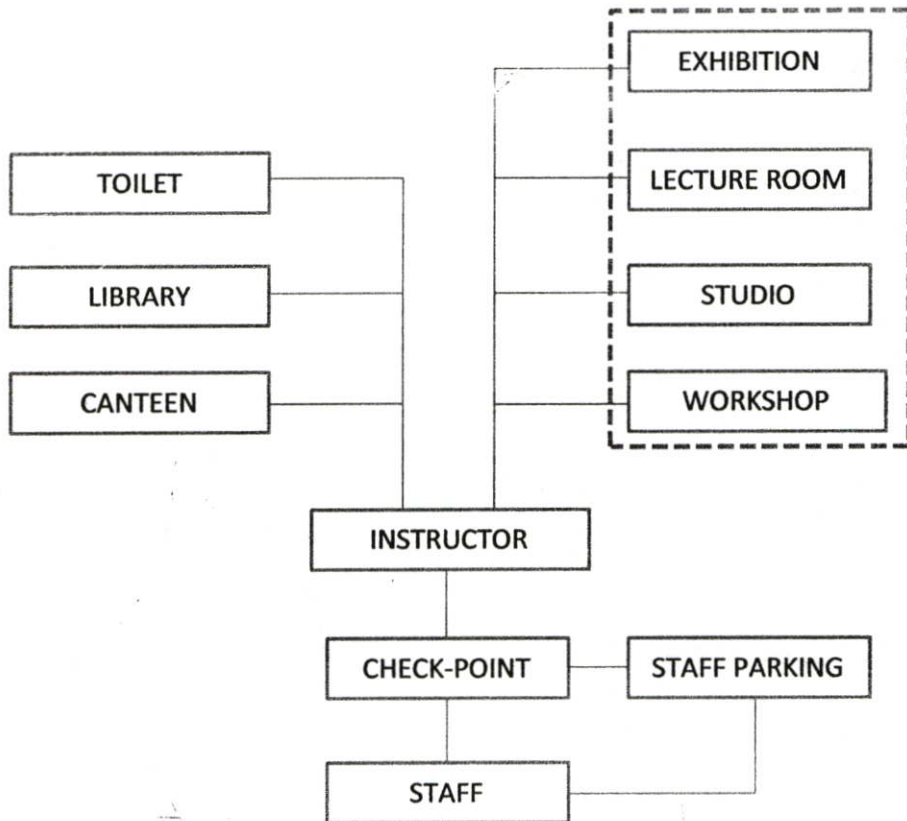 EXHIBITION
TOILET
LECTURE ROOM
LIBRARY
STUDIO
CANTEEN
WORKSHOP
INSTRUCTOR
CHECK-POINT
STAFF PARKING
STAFF